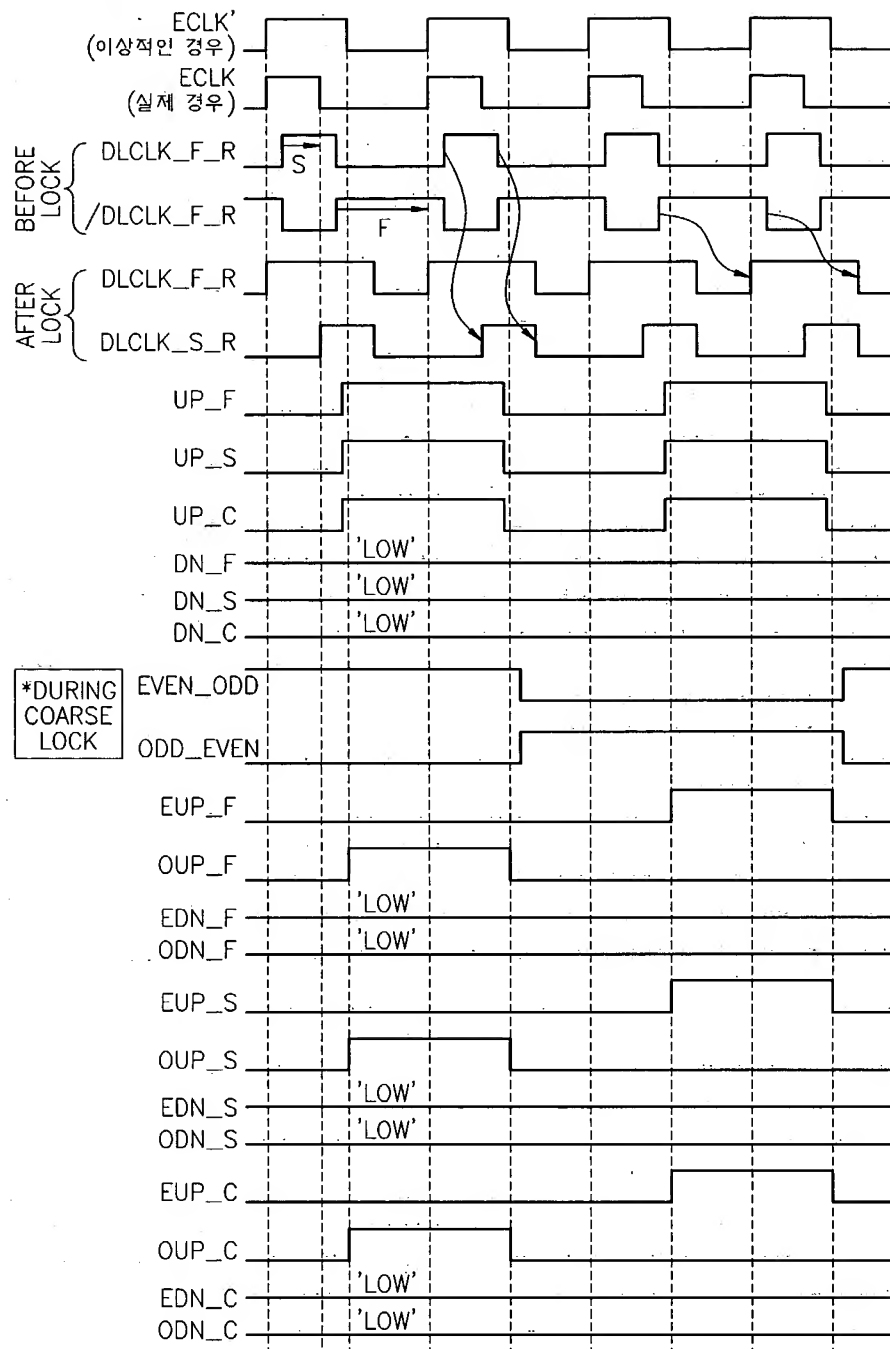 ECLK'
(이상적인 경우)
ECLK
(실제 경우)
BEFORE
LOCK
DLCLK_F_R
S
/DLCLK_F_R
F
AFTER
LOCK
DLCLK_F_R
DLCLK_S_R
UP_F
UP_S
UP_C
DN_F
'LOW'
DN_S
'LOW'
DN_C
'LOW'
*DURING
COARSE
LOCK
EVEN_ODD
ODD_EVEN
EUP_F
OUP_F
EDN_F
'LOW'
ODN_F
'LOW'
EUP_S
OUP_S
EDN_S
'LOW'
ODN_S
'LOW'
EUP_C
OUP_C
EDN_C
'LOW'
ODN_C
'LOW'